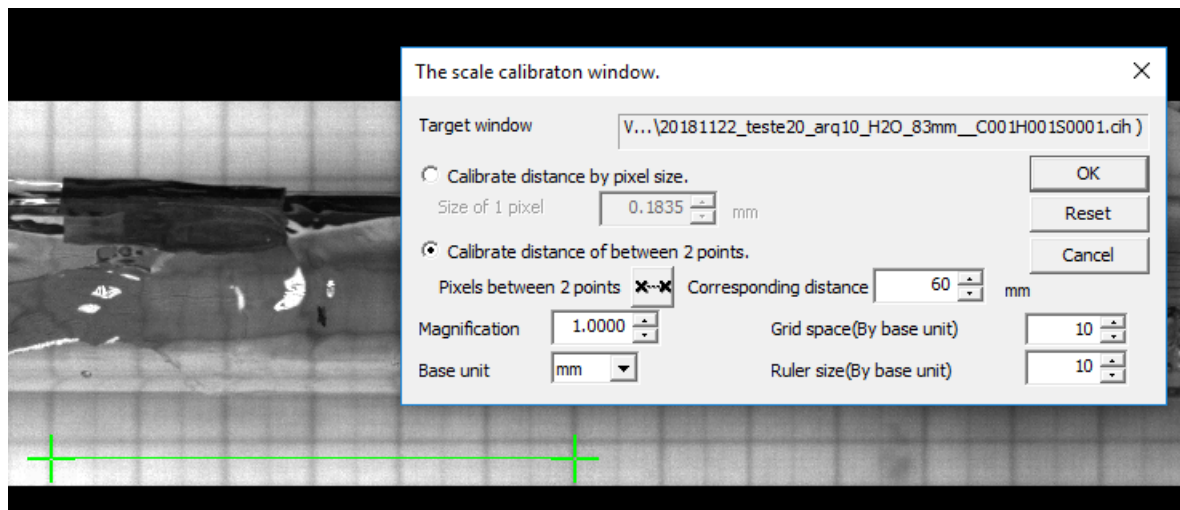 The scale calibraton window.
Target window V...\20181122_teste20_arq10_H2O_83mm__C001H001S0001.cih )
Calibrate distance by pixel size. OK
Size of 1 pixel 0.1835 mm Reset
Calibrate distance of between 2 points. Cancel
Pixels between 2 points x--x Corresponding distance 60 mm
Magnification 1.0000 Grid space(By base unit) 10
Base unit mm Ruler size(By base unit) 10